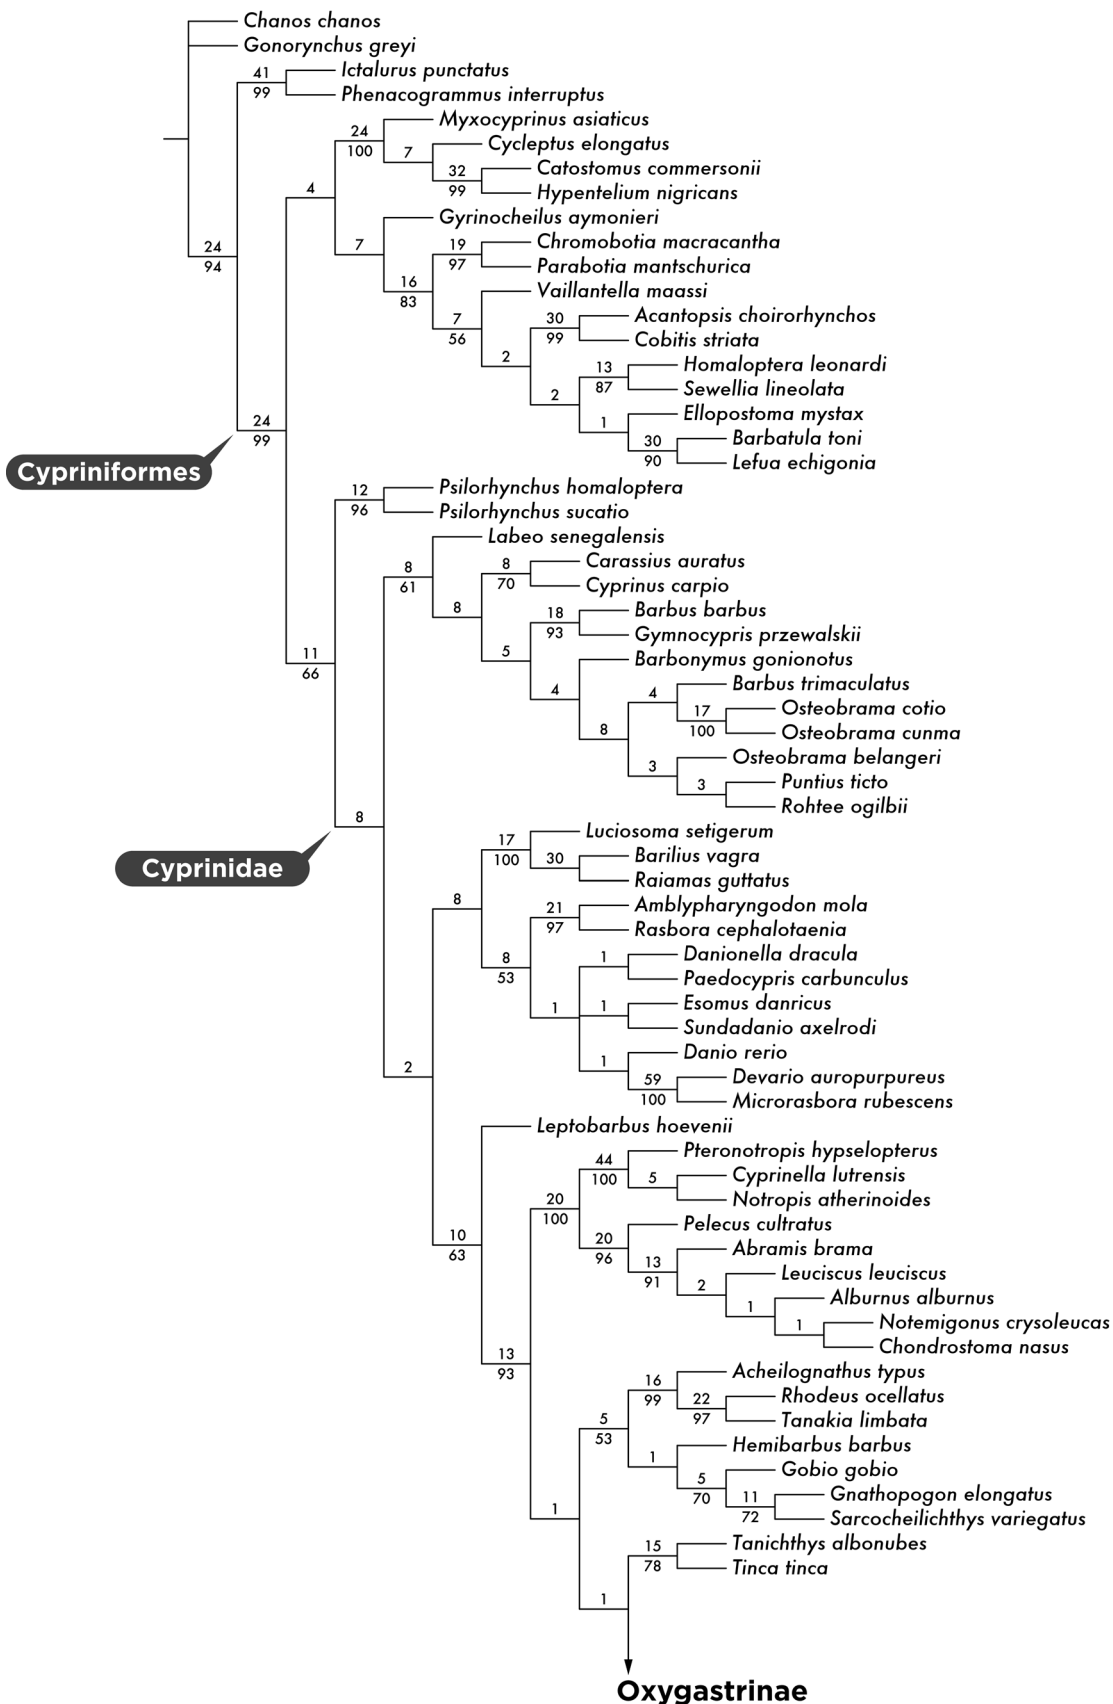 Chanos chanos
Gonorynchus greyi
41 Ictalurus punctatus
99 Phenacogrammus interruptus
Myxocyprinus asiaticus
24
Cycleptus elongatus
100 7
32 Catostomus commersonii
4 99 Hypentelium nigricans
Gyrinocheilus aymonieri
24 7 19 Chromobotia macracantha
94 97 Parabotia mantschurica
16
83 Vaillantella maassi
7 30 Acantopsis choirorhynchos
56 99 Cobitis striata
2 13 Homaloptera leonardi
87 Sewellia lineolata
2
Ellopostoma mystax
24 1
99 30 Barbatula toni
90 Lefua echigonia
Cypriniformes
12 Psilorhynchus homaloptera
96 Psilorhynchus sucatio
Labeo senegalensis
8 8 Carassius auratus
61 70 Cyprinus carpio
8 18 Barbus barbus
93 Gymnocypris przewalskii
11 5
66 Barbonymus gonionotus
4 4 Barbus trimaculatus
17 Osteobrama cotio
8 100 Osteobrama cunma
3 Osteobrama belangeri
3 Puntius ticto
Rohtee ogilbii
8
17 Luciosoma setigerum
100 30 Barilius vagra
Cyprinidae
Raiamas guttatus
8 21 Amblypharyngodon mola
97 Rasbora cephalotaenia
8 1 Danionella dracula
53 Paedocypris carbunculus
1 1 Esomus danricus
Sundadanio axelrodi
2 1 Danio rerio
59 Devario auropurpureus
100 Microrasbora rubescens
Leptobarbus hoevenii
44 Pteronotropis hypselopterus
100 5 Cyprinella lutrensis
20 Notropis atherinoides
100
10 20 Pelecus cultratus
63 96 13 Abramis brama
91 2 Leuciscus leuciscus
1 Alburnus alburnus
1 Notemigonus crysoleucas
13 Chondrostoma nasus
93
16 Acheilognathus typus
99 22 Rhodeus ocellatus
5 97 Tanakia limbata
53
1 Hemibarbus barbus
5 Gobio gobio
70 11 Gnathopogon elongatus
1 72 Sarcocheilichthys variegatus
15 Tanichthys albonubes
78 Tinca tinca
1
Oxygastrinae